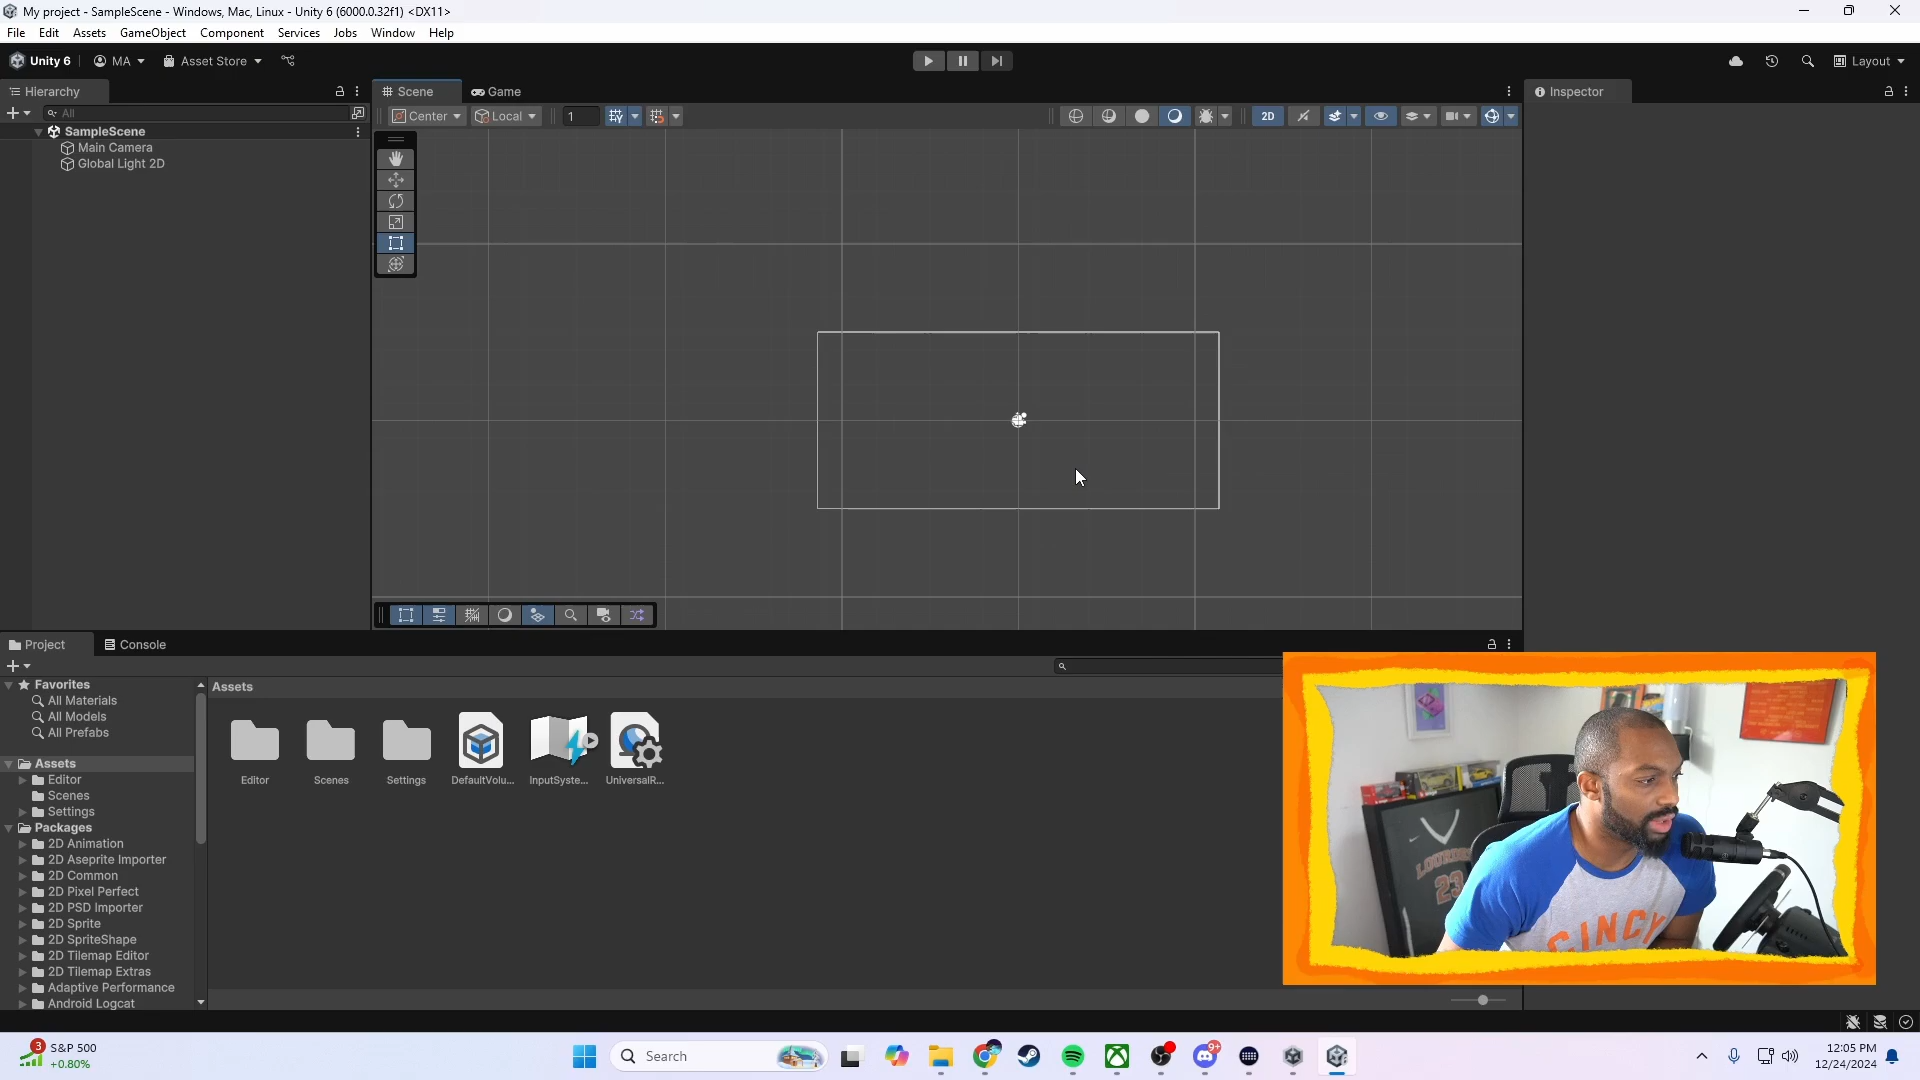 My project - SampleScene - Windows, Mac, Linux - Unity 6 (6000.0.32f1) <DX11>
File Edit Assets GameObject Component Services Jobs Window Help
Unity 6 MA Asset Store Layout
Hierarchy Scene Game Inspector
All Center Local 1 2D
SampleScene
Main Camera
Global Light 2D
Project Console
Favorites
All Materials
All Models
All Prefabs
Assets
Editor
Scenes
Settings
Packages
2D Animation
2D Aseprite Importer
2D Common
2D Pixel Perfect
2D PSD Importer
2D Sprite
2D SpriteShape
2D Tilemap Editor
2D Tilemap Extras
Adaptive Performance
Android Logcat
Assets
Editor Scenes Settings DefaultVolu... InputSyste... UniversalR...
23
CINCY
3 S&P 500
+0.80%
Search
9+
12:05 PM
12/24/2024